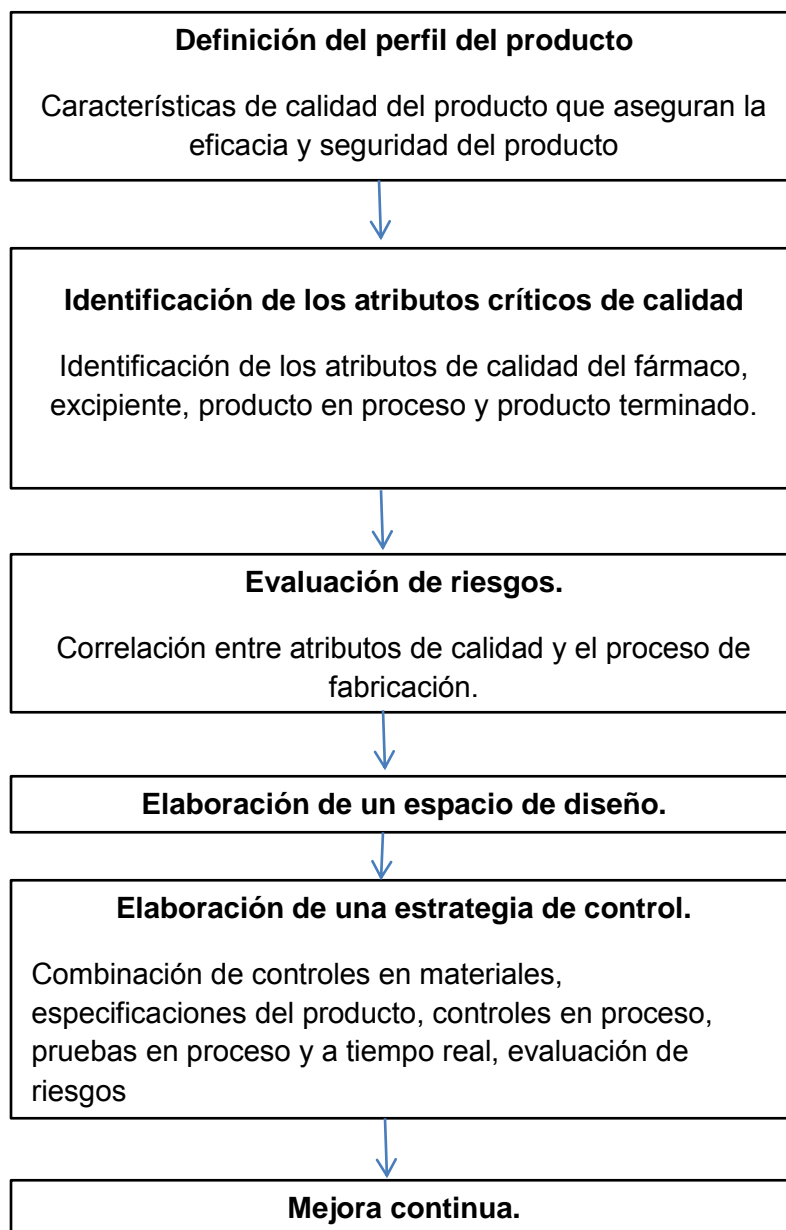 Definición del perfil del producto
Características de calidad del producto que aseguran la
eficacia y seguridad del producto
Identificación de los atributos críticos de calidad
Identificación de los atributos de calidad del fármaco,
excipiente, producto en proceso y producto terminado.
Evaluación de riesgos.
Correlación entre atributos de calidad y el proceso de
fabricación.
Elaboración de un espacio de diseño.
Elaboración de una estrategia de control.
Combinación de controles en materiales,
especificaciones del producto, controles en proceso,
pruebas en proceso y a tiempo real, evaluación de
riesgos
Mejora continua.